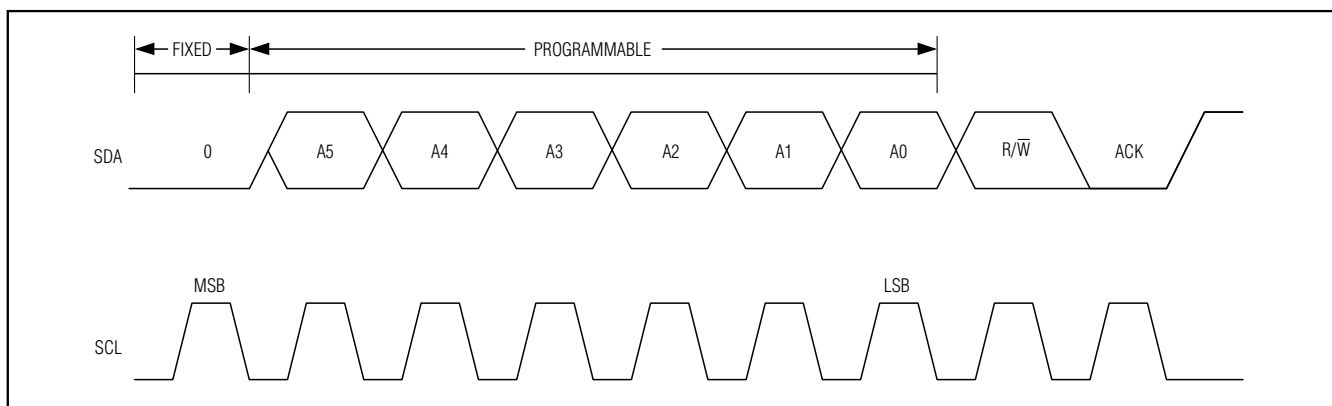 FIXED PROGRAMMABLE
SDA 0 A5 A4 A3 A2 A1 A0 R/W̅ ACK
MSB LSB
SCL